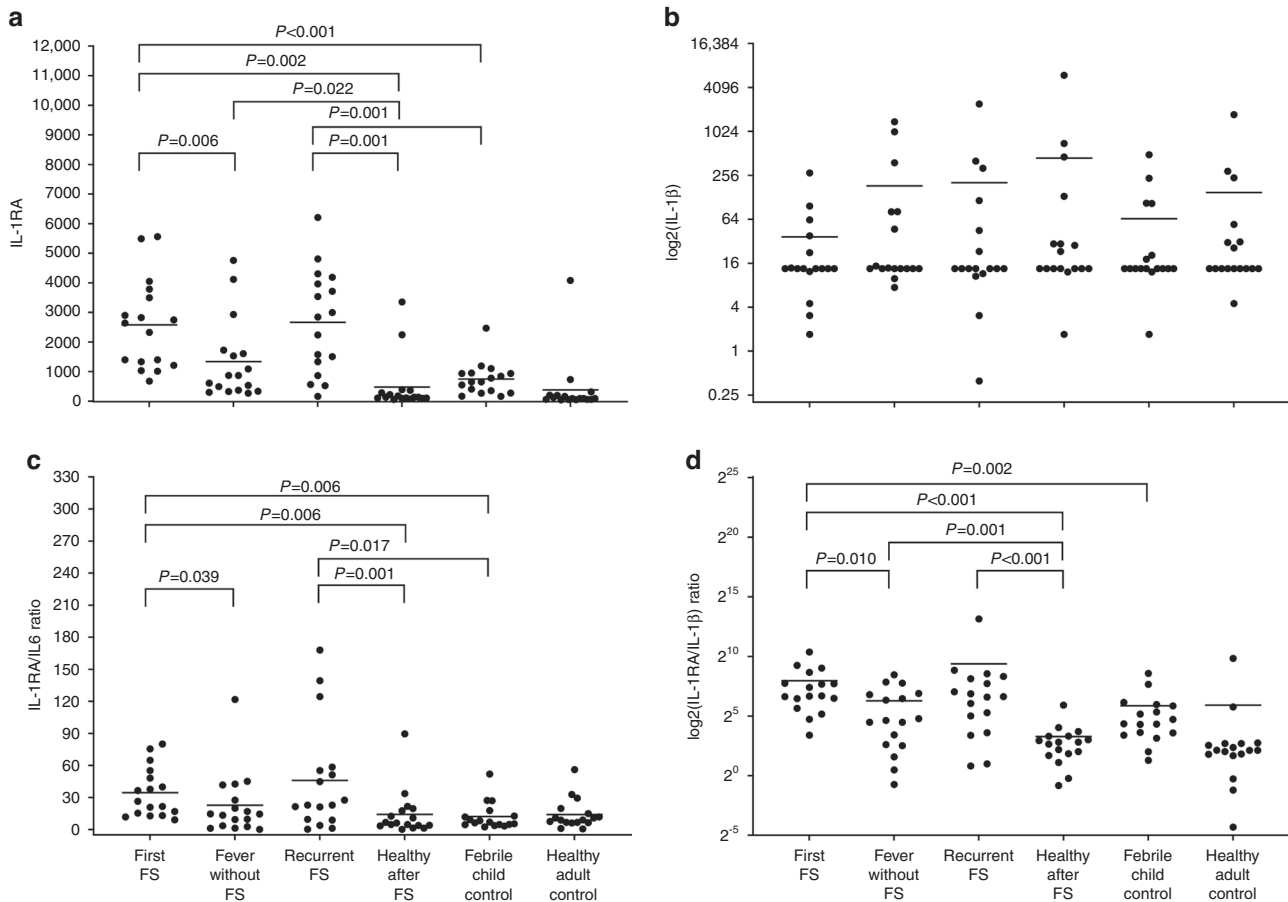 a
IL-1RA
12,000
11,000
10,000
9000
8000
7000
6000
5000
4000
3000
2000
1000
0
P<0.001
P=0.002
P=0.022
P=0.001
P=0.006
P=0.001
b
log2(IL-1β)
16,384
4096
1024
256
64
16
4
1
0.25
c
IL-1RA/IL6 ratio
330
300
270
240
210
180
150
120
90
60
30
0
P=0.006
P=0.006
P=0.017
P=0.039
P=0.001
First
FS
Fever
without
FS
Recurrent
FS
Healthy
after
FS
Febrile
child
control
Healthy
adult
control
d
log2(IL-1RA/IL-1β) ratio
2^25
2^20
2^15
2^10
2^5
2^0
2^-5
P=0.002
P<0.001
P=0.001
P=0.010
P<0.001
First
FS
Fever
without
FS
Recurrent
FS
Healthy
after
FS
Febrile
child
control
Healthy
adult
control